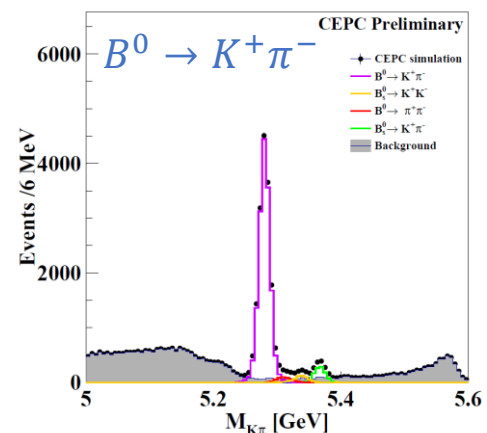 CEPC Preliminary
B⁰ → K⁺π⁻
CEPC simulation
B⁰→ K⁺π⁻
B⁰ₛ→ K⁺K⁻
B⁰→ π⁺π⁻
B⁰ₛ→ K⁺π⁻
Background
Events /6 MeV
6000
4000
2000
0
5
5.2
5.4
5.6
M_Kπ [GeV]